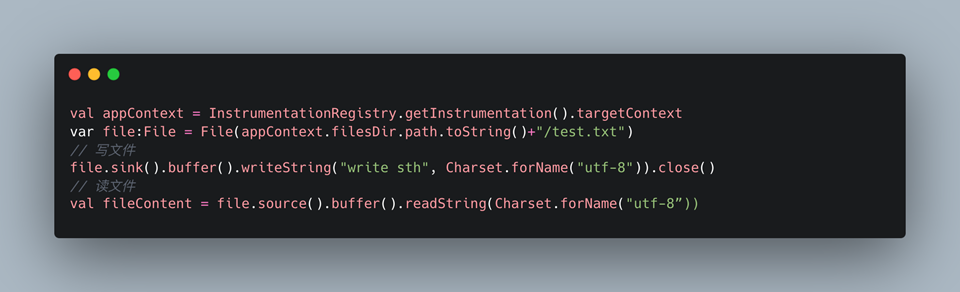 val appContext = InstrumentationRegistry.getInstrumentation().targetContext
var file:File = File(appContext.filesDir.path.toString()+"/test.txt")
// 写文件
file.sink().buffer().writeString("write sth", Charset.forName("utf-8")).close()
// 读文件
val fileContent = file.source().buffer().readString(Charset.forName("utf-8”))